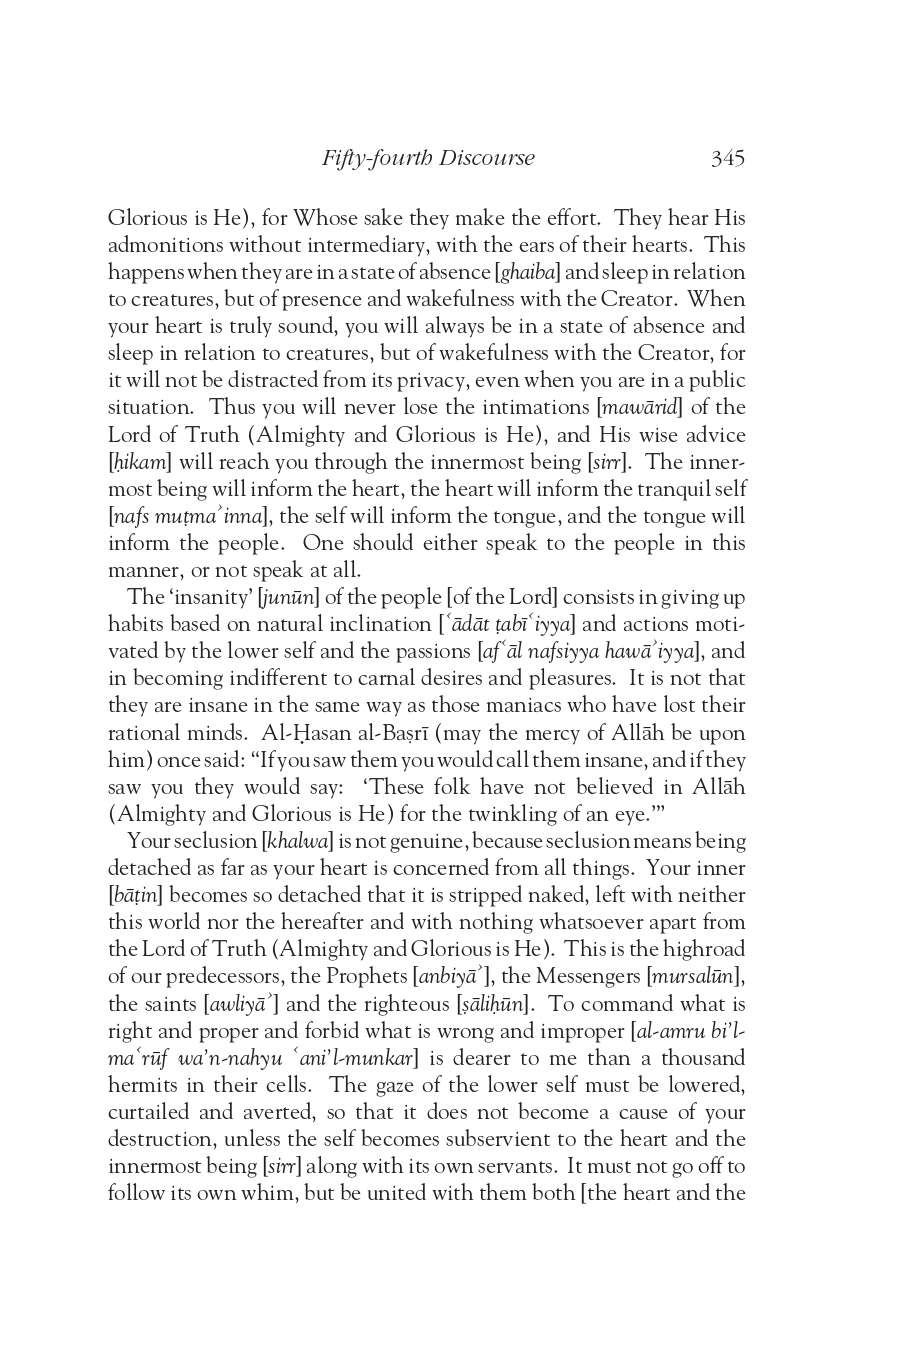 Fifty-fourth Discourse 345
Glorious is He), for Whose sake they make the effort. They hear His
admonitions without intermediary, with the ears of their hearts. This
happens when they are in a state of absence [ghaiba] and sleep in relation
to creatures, but of presence and wakefulness with the Creator. When
your heart is truly sound, you will always be in a state of absence and
sleep in relation to creatures, but of wakefulness with the Creator, for
it will not be distracted from its privacy, even when you are in a public
situation. Thus you will never lose the intimations [mawārid] of the
Lord of Truth (Almighty and Glorious is He), and His wise advice
[ḥikam] will reach you through the innermost being [sirr]. The inner-
most being will inform the heart, the heart will inform the tranquil self
[nafs muṭmaʾinna], the self will inform the tongue, and the tongue will
inform the people. One should either speak to the people in this
manner, or not speak at all.
The ‘insanity’ [junūn] of the people [of the Lord] consists in giving up
habits based on natural inclination [ʿādāt ṭabīʿiyya] and actions moti-
vated by the lower self and the passions [afʿāl nafsiyya hawāʾiyya], and
in becoming indifferent to carnal desires and pleasures. It is not that
they are insane in the same way as those maniacs who have lost their
rational minds. Al-Ḥasan al-Baṣrī (may the mercy of Allāh be upon
him) once said: “If you saw them you would call them insane, and if they
saw you they would say: ‘These folk have not believed in Allāh
(Almighty and Glorious is He) for the twinkling of an eye.’”
Your seclusion [khalwa] is not genuine, because seclusion means being
detached as far as your heart is concerned from all things. Your inner
[bāṭin] becomes so detached that it is stripped naked, left with neither
this world nor the hereafter and with nothing whatsoever apart from
the Lord of Truth (Almighty and Glorious is He). This is the highroad
of our predecessors, the Prophets [anbiyāʾ], the Messengers [mursalūn],
the saints [awliyāʾ] and the righteous [ṣāliḥūn]. To command what is
right and proper and forbid what is wrong and improper [al-amru bi’l-
maʿrūf wa’n-nahyu ʿani’l-munkar] is dearer to me than a thousand
hermits in their cells. The gaze of the lower self must be lowered,
curtailed and averted, so that it does not become a cause of your
destruction, unless the self becomes subservient to the heart and the
innermost being [sirr] along with its own servants. It must not go off to
follow its own whim, but be united with them both [the heart and the